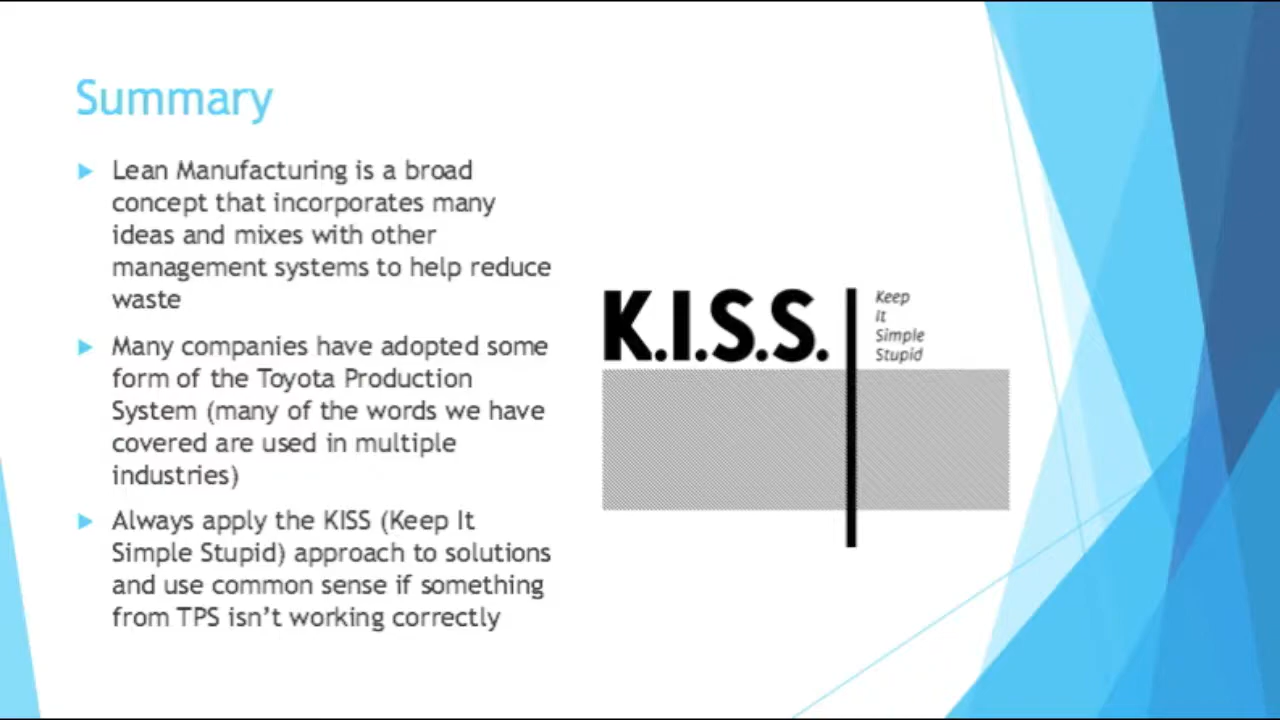 Summary
Lean Manufacturing is a broad
concept that incorporates many
ideas and mixes with other
management systems to help reduce
waste
Many companies have adopted some
form of the Toyota Production
System (many of the words we have
covered are used in multiple
industries)
Always apply the KISS (Keep It
Simple Stupid) approach to solutions
and use common sense if something
from TPS isn't working correctly
K.I.S.S.
Keep
It
Simple
Stupid